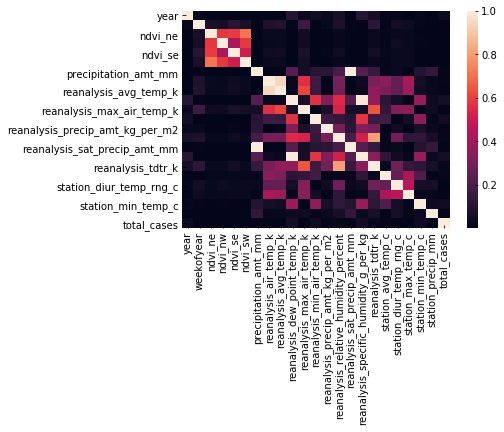 year
ndvi_ne
ndvi_se
precipitation_amt_mm
reanalysis_avg_temp_k
reanalysis_max_air_temp_k
reanalysis_precip_amt_kg_per_m2
reanalysis_sat_precip_amt_mm
reanalysis_tdtr_k
station_diur_temp_rng_c
station_min_temp_c
total_cases
year
weekofyear
ndvi_ne
ndvi_nw
ndvi_se
ndvi_sw
precipitation_amt_mm
reanalysis_air_temp_k
reanalysis_avg_temp_k
reanalysis_dew_point_temp_k
reanalysis_max_air_temp_k
reanalysis_min_air_temp_k
reanalysis_precip_amt_kg_per_m2
reanalysis_relative_humidity_percent
reanalysis_sat_precip_amt_mm
reanalysis_specific_humidity_g_per_kg
reanalysis_tdtr_k
station_avg_temp_c
station_diur_temp_rng_c
station_max_temp_c
station_min_temp_c
station_precip_mm
total_cases
1.0
0.8
0.6
0.4
0.2